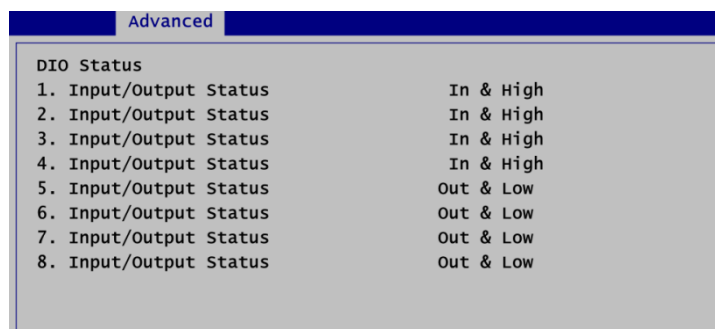 Advanced
DIO Status
1. Input/Output Status In & High
2. Input/Output Status In & High
3. Input/Output Status In & High
4. Input/Output Status In & High
5. Input/Output Status Out & Low
6. Input/Output Status Out & Low
7. Input/Output Status Out & Low
8. Input/Output Status Out & Low